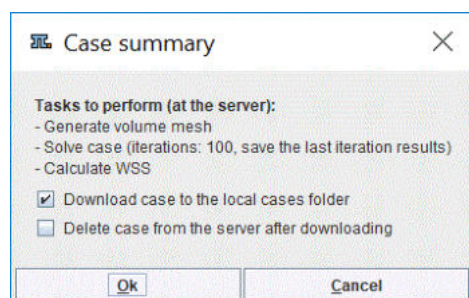 Case summary
Tasks to perform (at the server):
- Generate volume mesh
- Solve case (iterations: 100, save the last iteration results)
- Calculate WSS
Download case to the local cases folder
Delete case from the server after downloading
Ok
Cancel